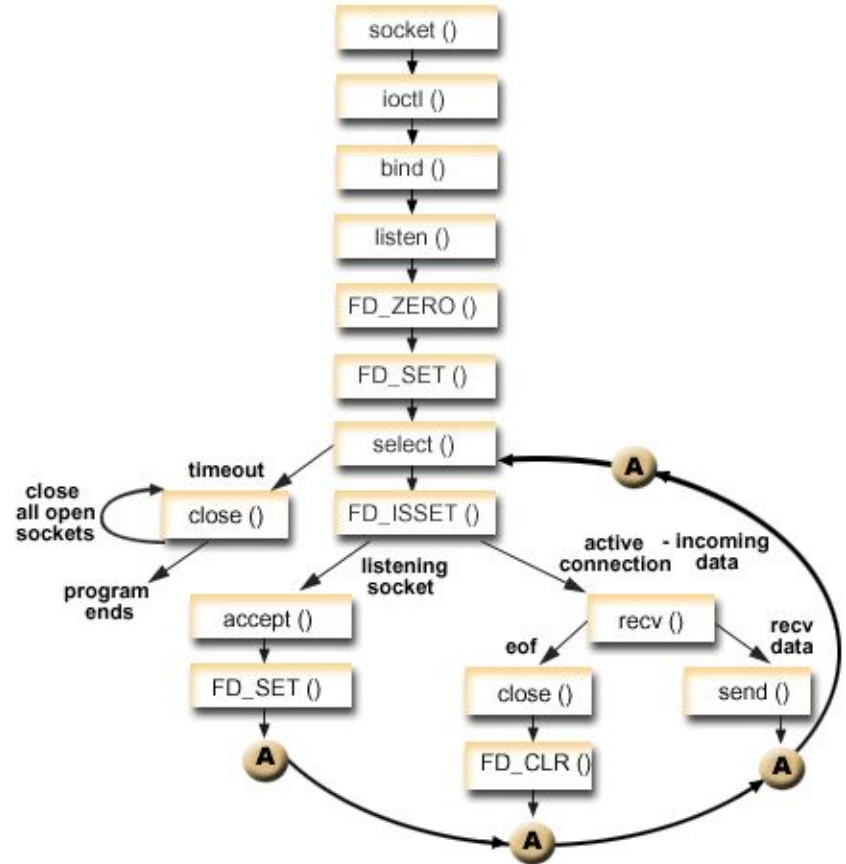 socket ()
ioctl ()
bind ()
listen ()
FD_ZERO ()
FD_SET ()
select ()
A
timeout
close
all open
sockets
close ()
FD_ISSET ()
program
ends
listening
socket
active
connection
- incoming
data
accept ()
recv ()
eof
recv
data
FD_SET ()
close ()
send ()
A
FD_CLR ()
A
A